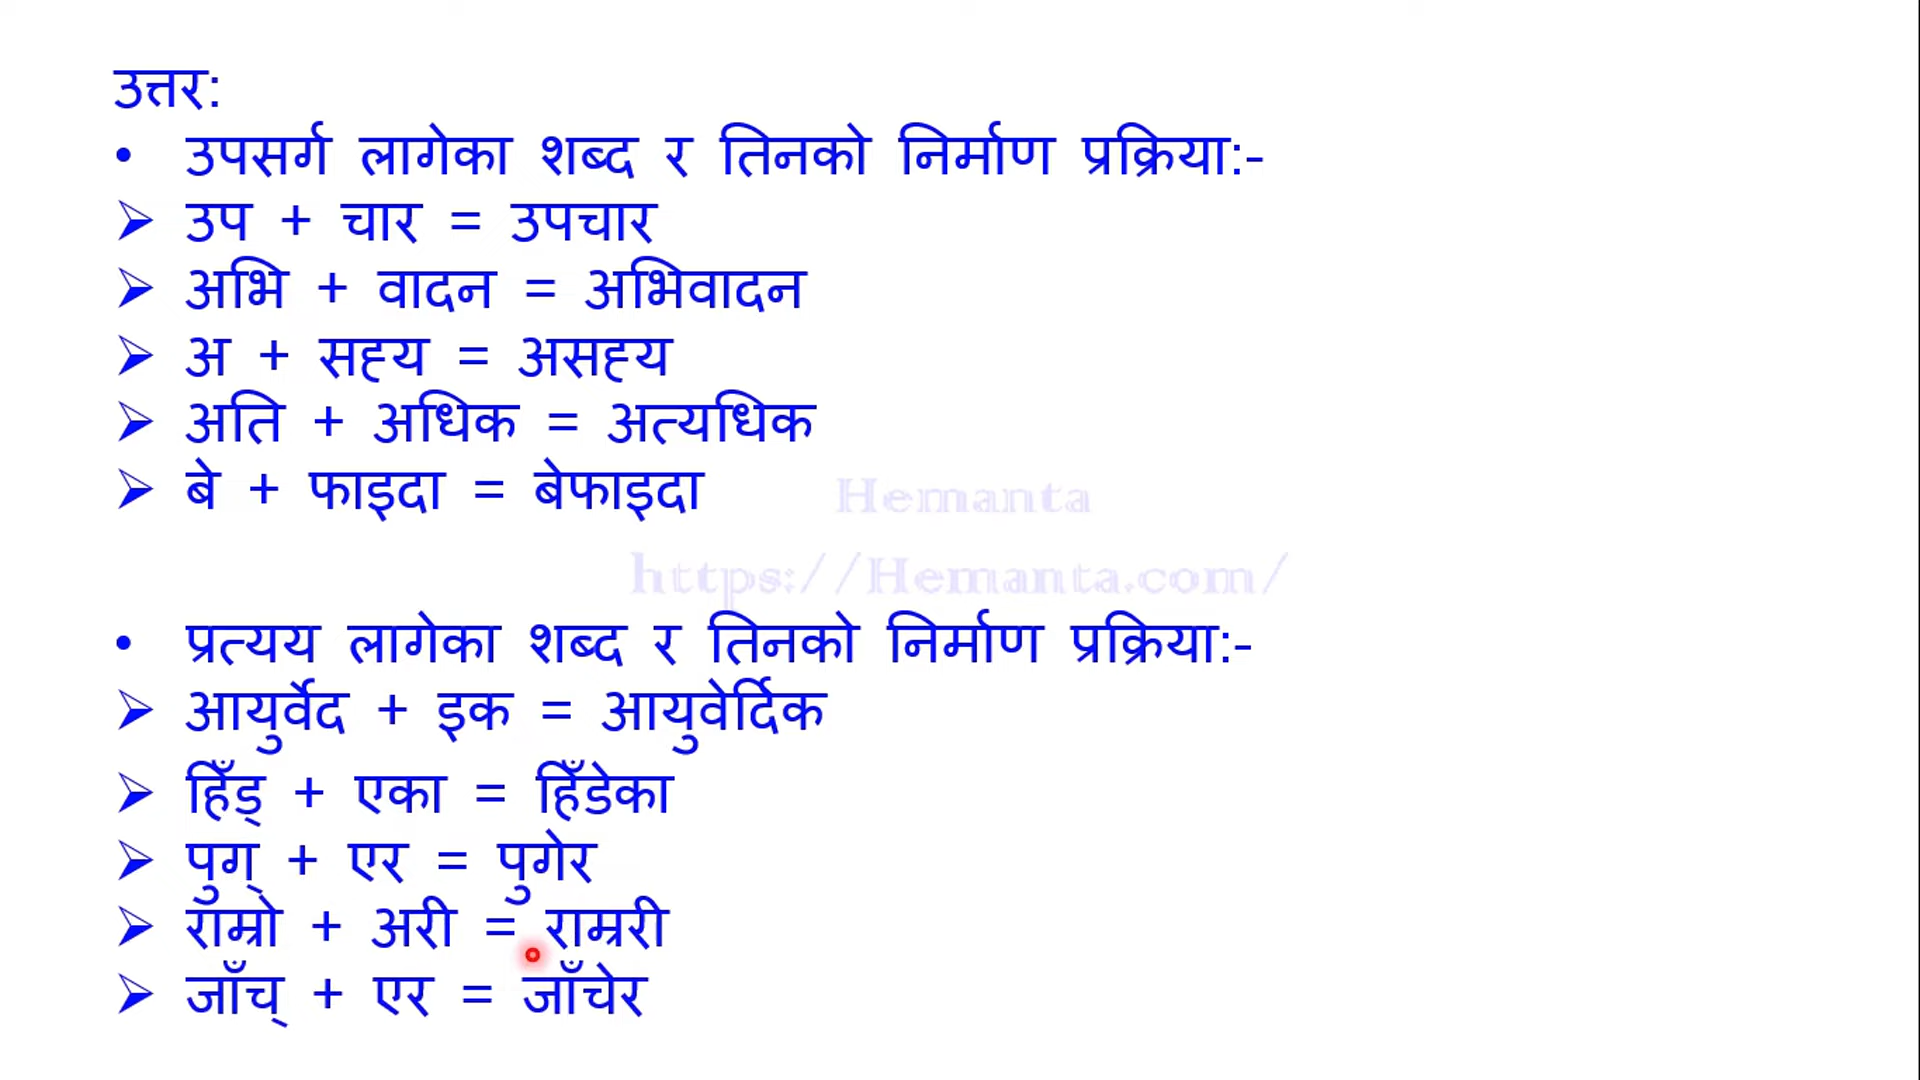 उत्तर:
• उपसर्ग लागेका शब्द र तिनको निर्माण प्रक्रिया:-
➢ उप + चार = उपचार
➢ अभि + वादन = अभिवादन
➢ अ + सह्य = असह्य
➢ अति + अधिक = अत्यधिक
➢ बे + फाइदा = बेफाइदा
Hemanta
https://Hemanta.com/
• प्रत्यय लागेका शब्द र तिनको निर्माण प्रक्रिया:-
➢ आयुर्वेद + इक = आयुवेर्दिक
➢ हिँड् + एका = हिँडेका
➢ पुग् + एर = पुगेर
➢ राम्रो + अरी = राम्ररी
➢ जाँच् + एर = जाँचेर